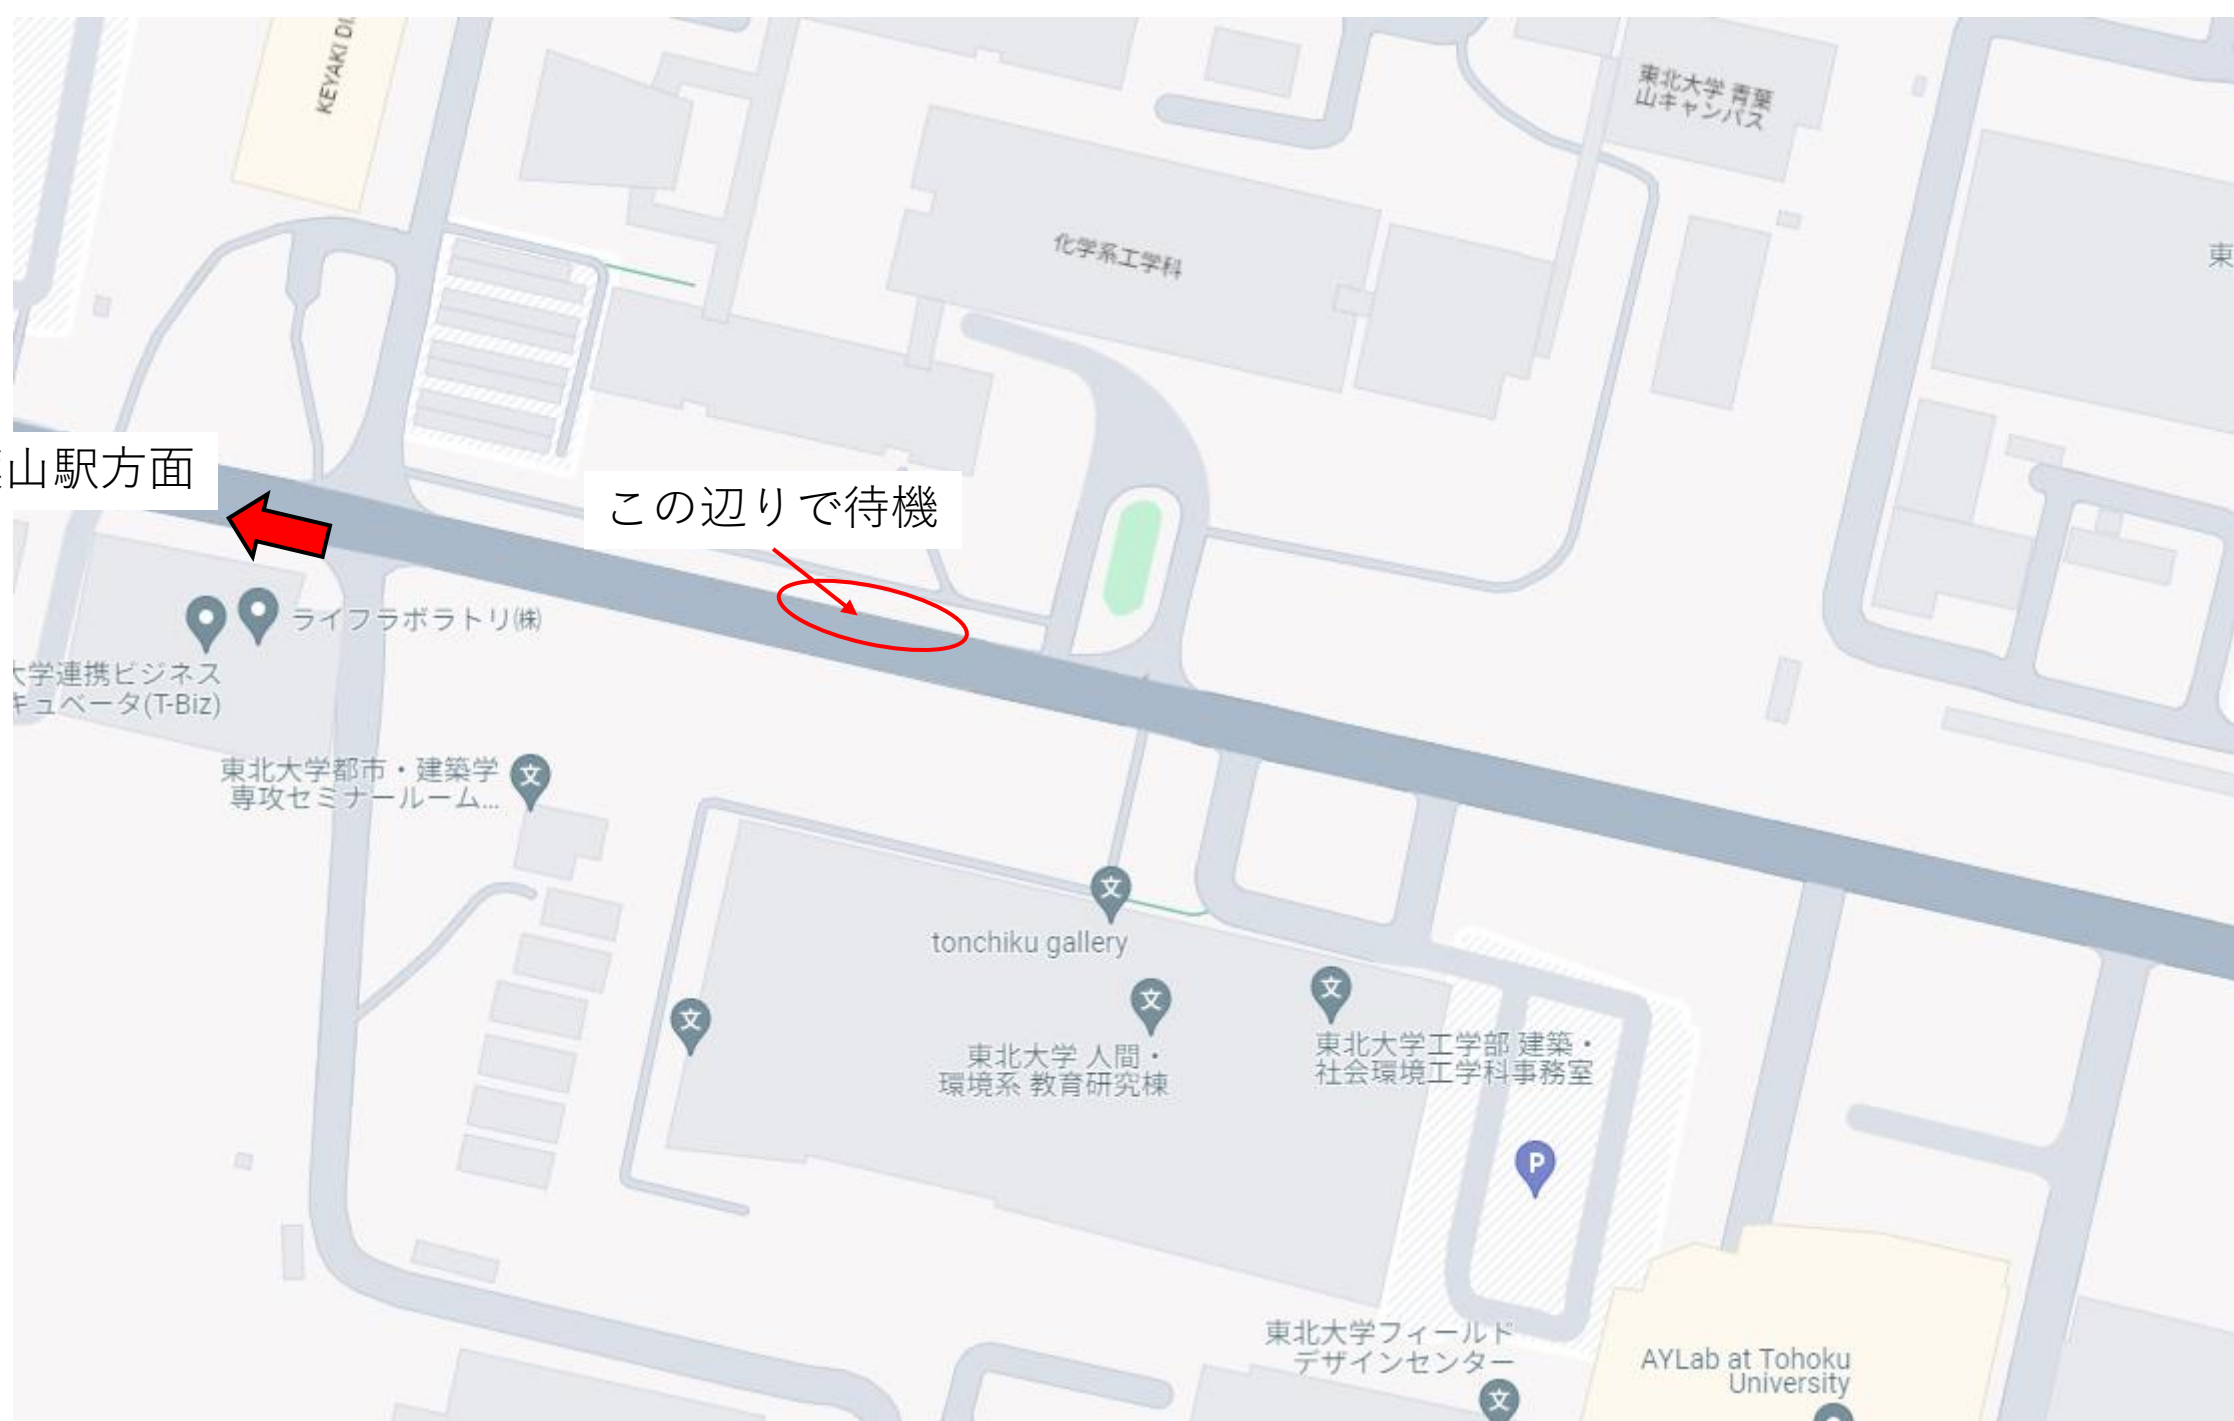 KEYAKI
東北大学 青葉
山キャンパス
東
化学系工学科
山駅方面
この辺りで待機
ライフラボラトリ㈱
大学連携ビジネス
キュベータ(T-Biz)
東北大学都市・建築学
専攻セミナールーム...
文
文
tonchiku gallery
文
文
文
東北大学 人間・
環境系 教育研究棟
東北大学工学部 建築・
社会環境工学科事務室
P
東北大学フィールド
デザインセンター
文
AYLab at Tohoku
University